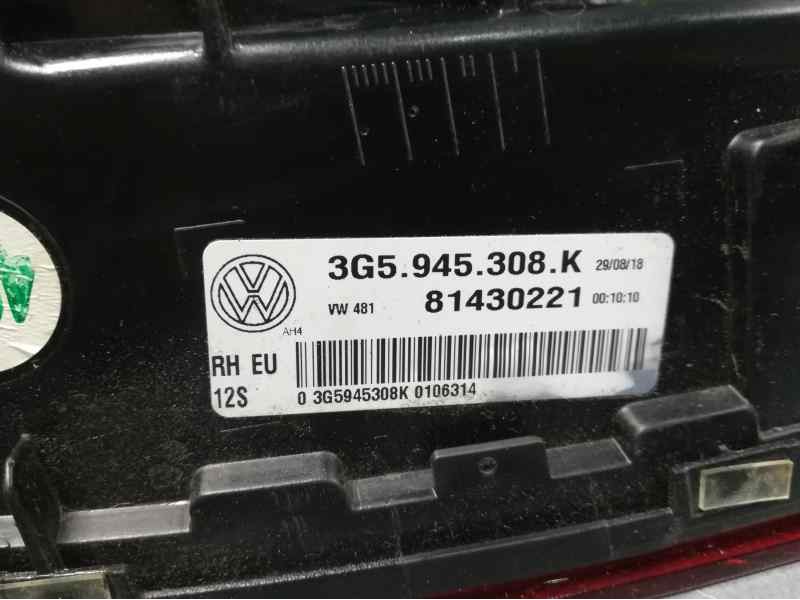 3G5.945.308.K 29/08/18
VW 481 81430221 00:10:10
AH4
RH EU
12S 0 3G5945308K 0106314